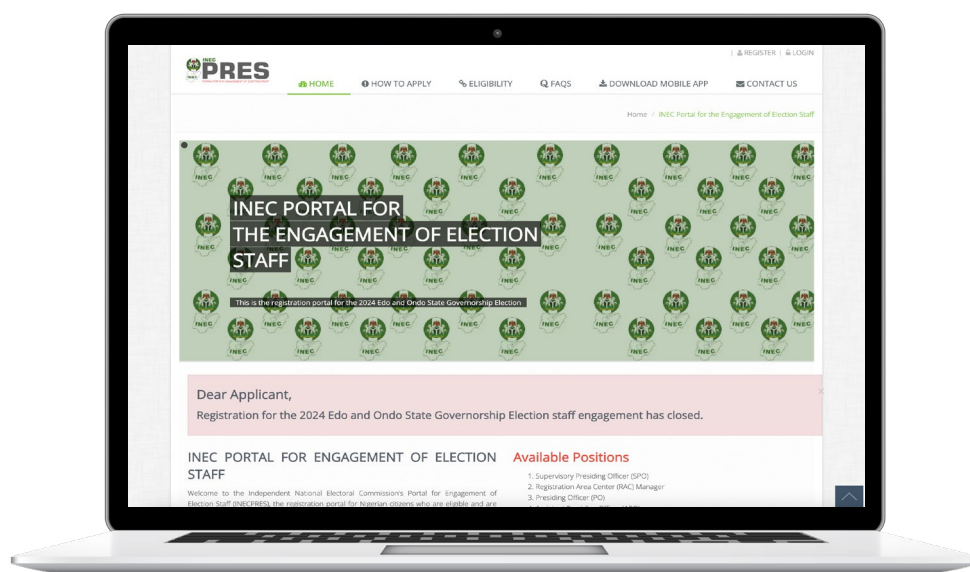 | REGISTER | LOGIN
INEC
PRES
HOME HOW TO APPLY ELIGIBILITY FAQS DOWNLOAD MOBILE APP CONTACT US
Home / INEC Portal for the Engagement of Election Staff
INEC PORTAL FOR
THE ENGAGEMENT OF ELECTION
STAFF
This is the registration portal for the 2024 Edo and Ondo State Governorship Election
Dear Applicant,
×
Registration for the 2024 Edo and Ondo State Governorship Election staff engagement has closed.
INEC PORTAL FOR ENGAGEMENT OF ELECTION
STAFF
Welcome to the Independent National Electoral Commission's Portal for Engagement of
Election Staff (INECPRES), the registration portal for Nigerian citizens who are eligible and are
Available Positions
1. Supervisory Presiding Officer (SPO)
2. Registration Area Center (RAC) Manager
3. Presiding Officer (PO)